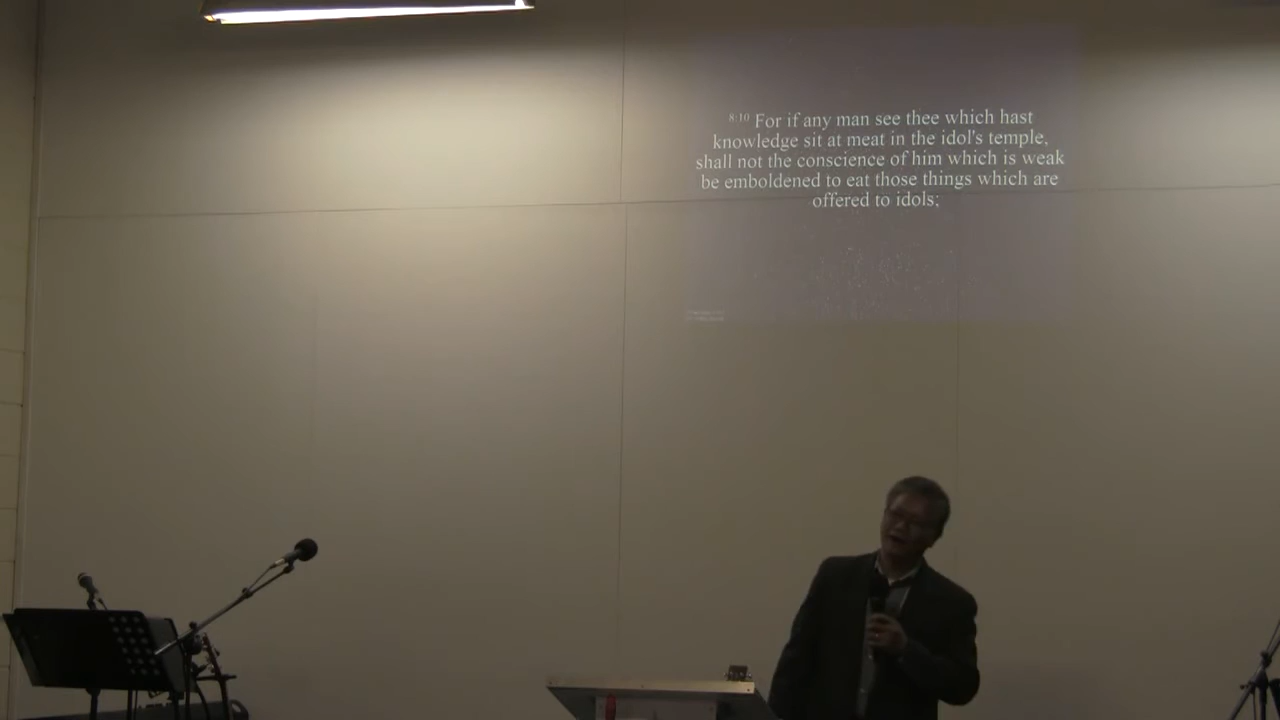 8:10 For if any man see thee which hast
knowledge sit at meat in the idol's temple,
shall not the conscience of him which is weak
be emboldened to eat those things which are
offered to idols;